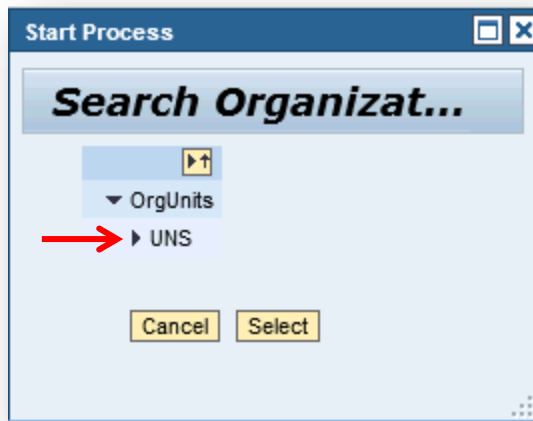 Start Process
Search Organizat...
OrgUnits
UNS
Cancel Select